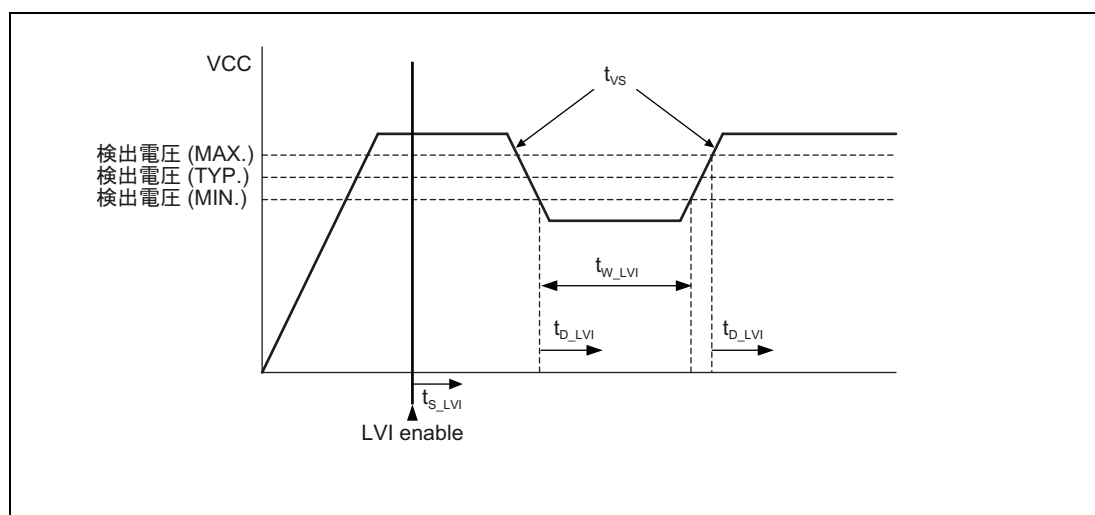 VCC
tVS
検出電圧 (MAX.)
検出電圧 (TYP.)
検出電圧 (MIN.)
tW_LVI
tD_LVI
tD_LVI
tS_LVI
LVI enable